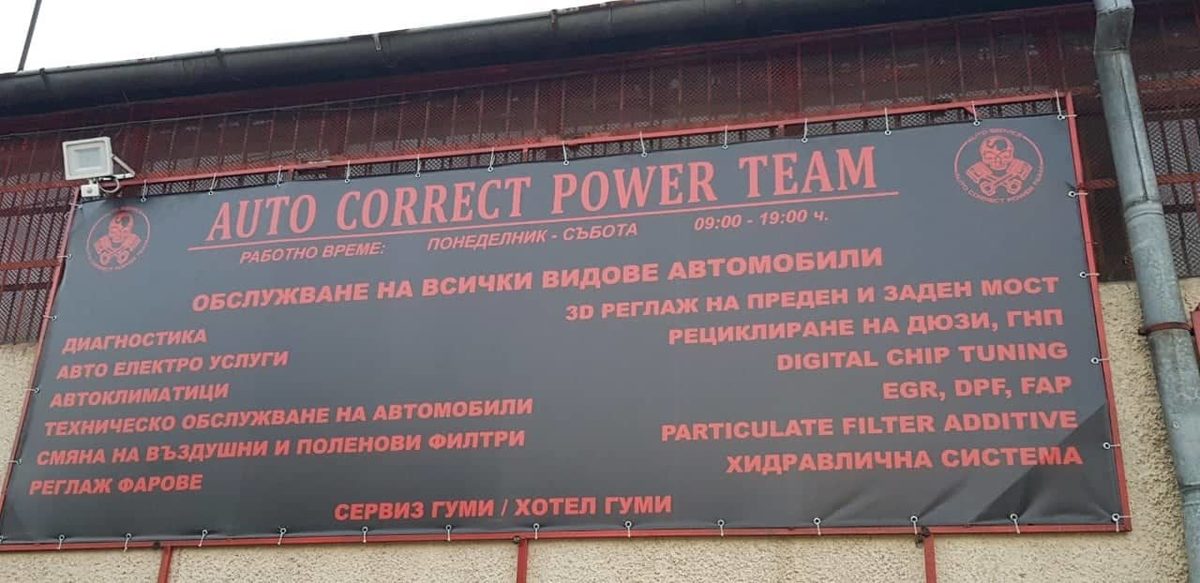 AUTO CORRECT POWER TEAM
РАБОТНО ВРЕМЕ: ПОНЕДЕЛНИК - СЪБОТА 09:00 - 19:00 ч.
ОБСЛУЖВАНЕ НА ВСИЧКИ ВИДОВЕ АВТОМОБИЛИ
ДИАГНОСТИКА
АВТО ЕЛЕКТРО УСЛУГИ
АВТОКЛИМАТИЦИ
ТЕХНИЧЕСКО ОБСЛУЖВАНЕ НА АВТОМОБИЛИ
СМЯНА НА ВЪЗДУШНИ И ПОЛЕНОВИ ФИЛТРИ
РЕГЛАЖ ФАРОВЕ
3D РЕГЛАЖ НА ПРЕДЕН И ЗАДЕН МОСТ
РЕЦИКЛИРАНЕ НА ДЮЗИ, ГНП
DIGITAL CHIP TUNING
EGR, DPF, FAP
PARTICULATE FILTER ADDITIVE
ХИДРАВЛИЧНА СИСТЕМА
СЕРВИЗ ГУМИ / ХОТЕЛ ГУМИ